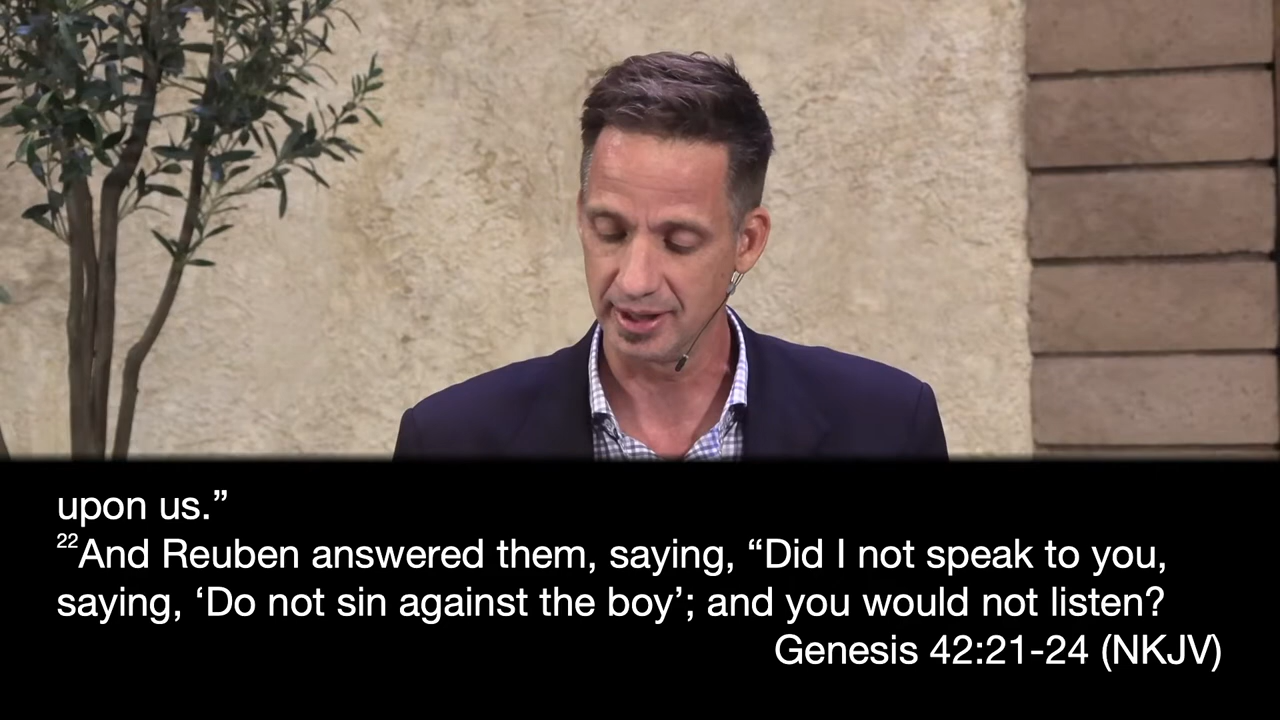 upon us.”
22And Reuben answered them, saying, “Did I not speak to you,
saying, ‘Do not sin against the boy’; and you would not listen?
Genesis 42:21-24 (NKJV)